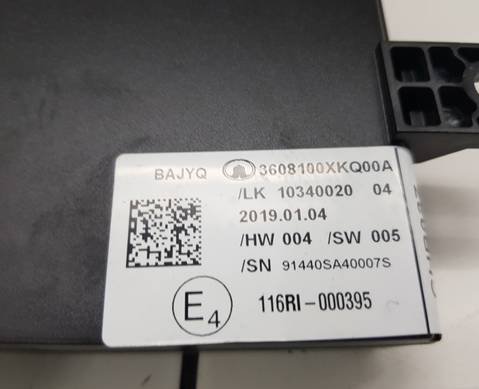 BAJYQ 3608100XKQ00A
/LK 10340020 04
2019.01.04
/HW 004 /SW 005
/SN 91440SA40007S
E4 116RI-000395